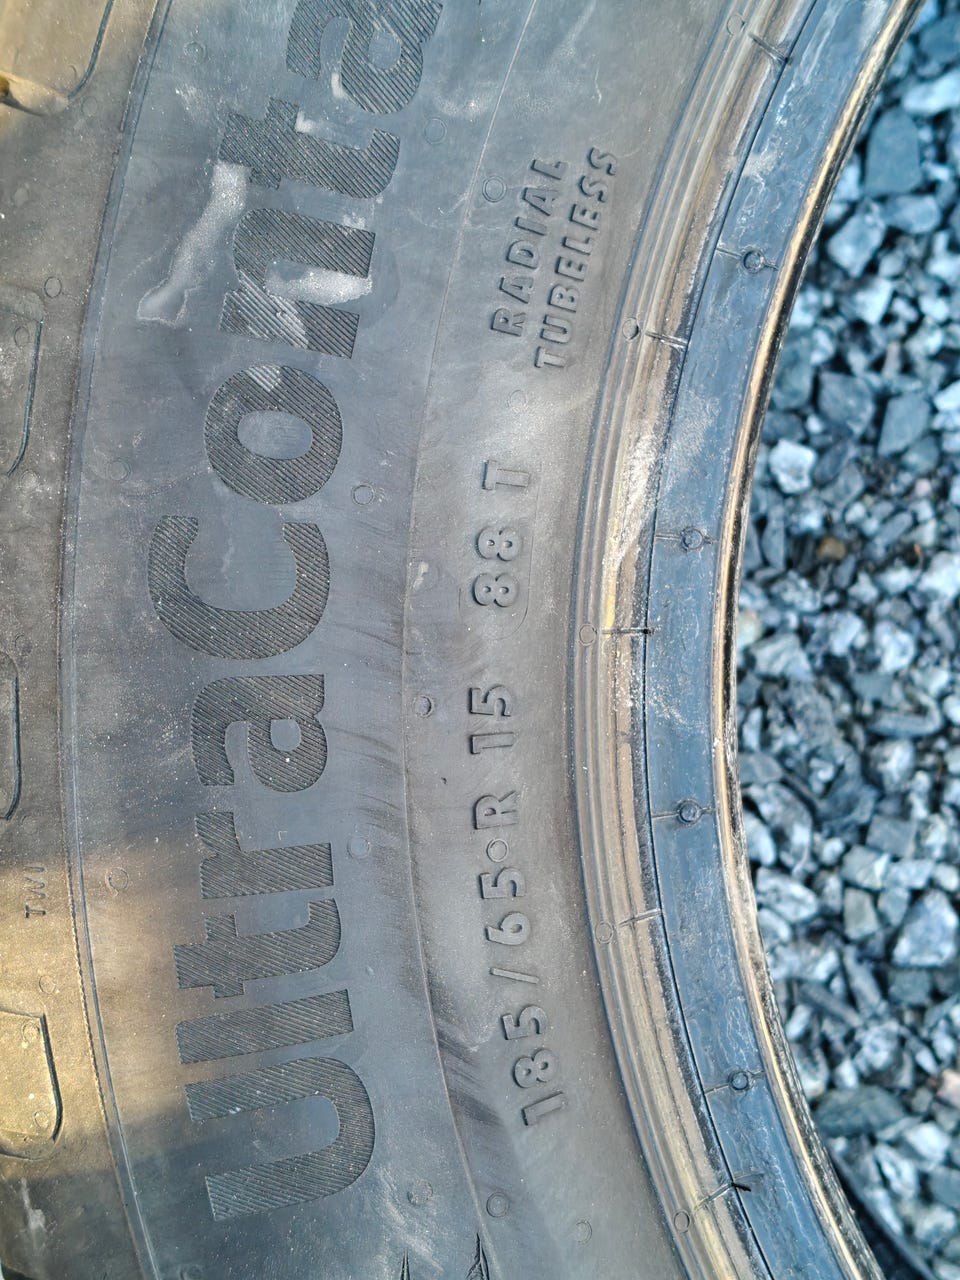 UltraConta
185/65 R 15 88 T
RADIAL
TUBELESS
TWI